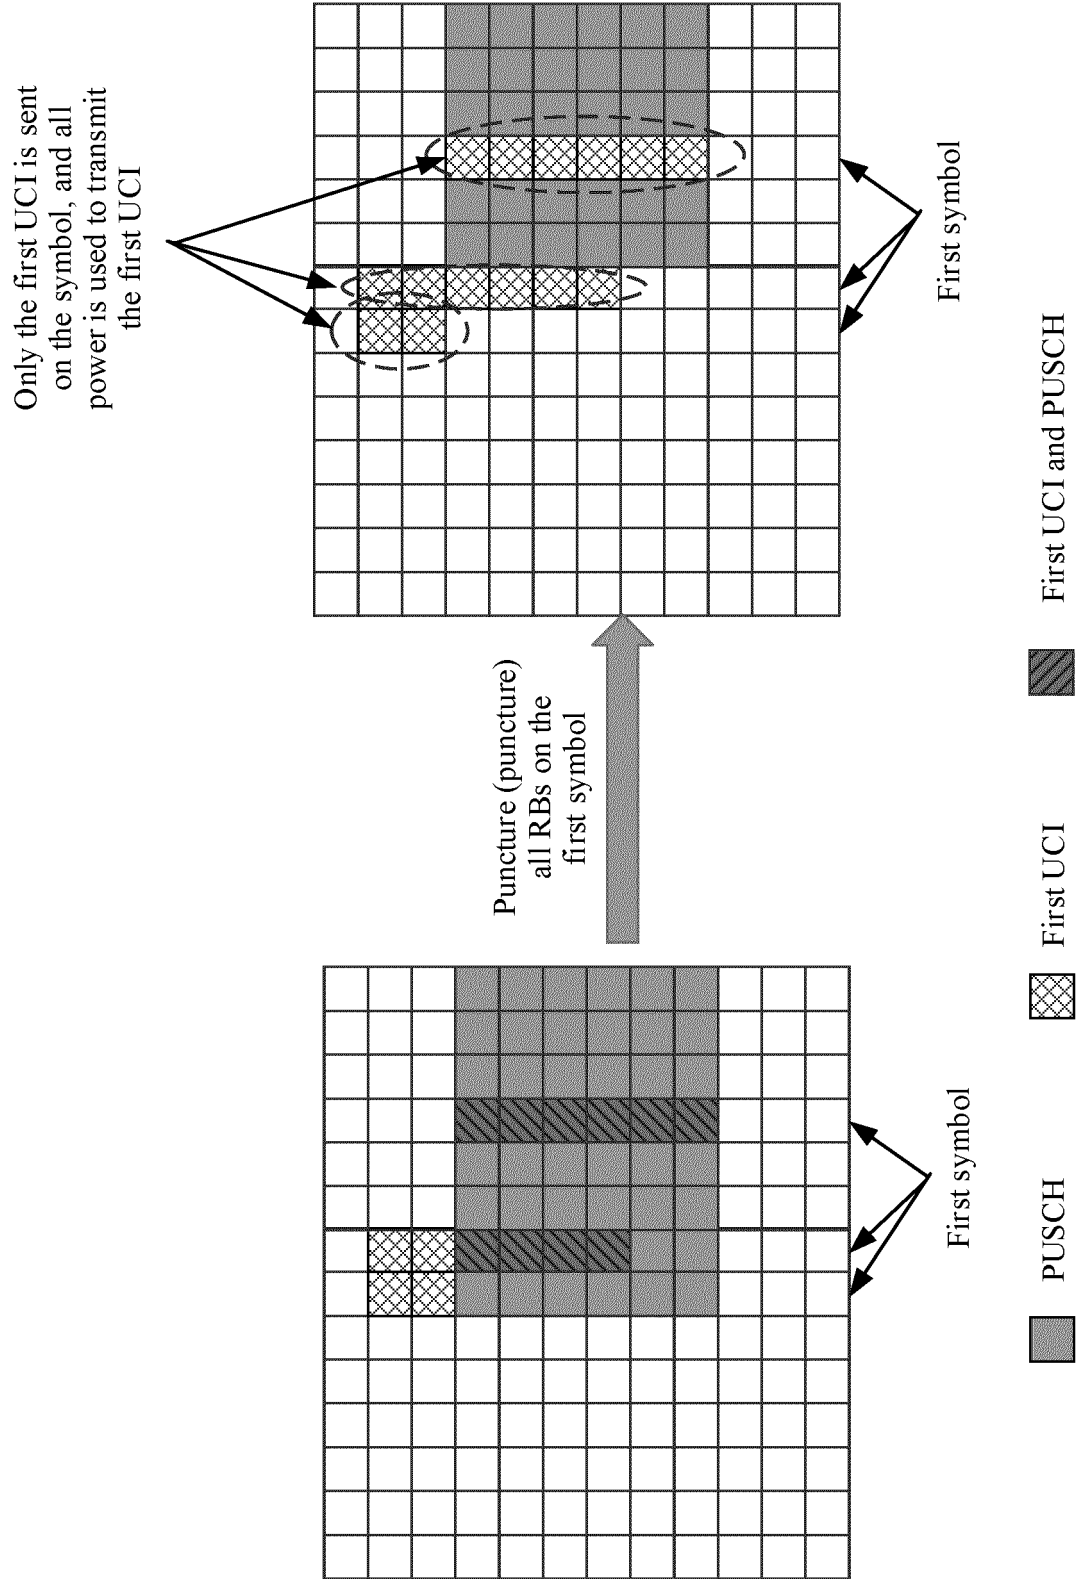 Only the first UCI is sent
on the symbol, and all
power is used to transmit
the first UCI
Puncture (puncture)
all RBs on the
first symbol
First symbol
First symbol
PUSCH
First UCI
First UCI and PUSCH